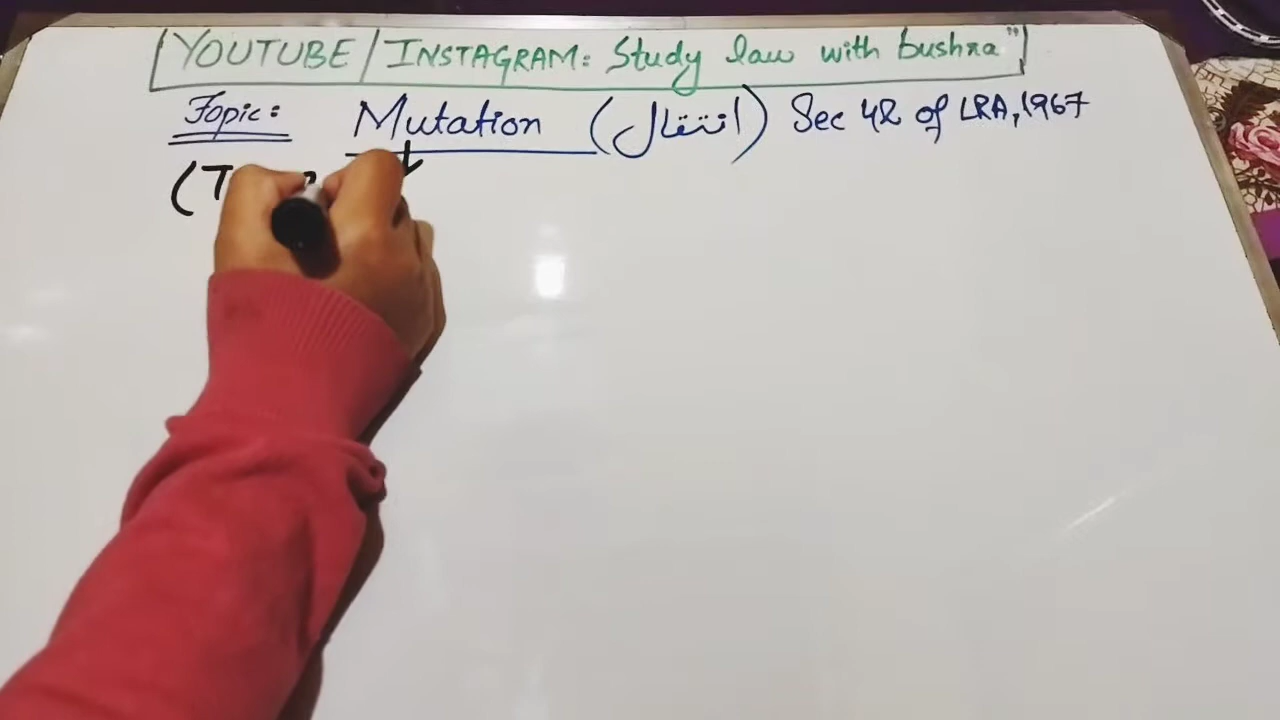 YOUTUBE / INSTAGRAM: Study law with bushra"
Topic: Mutation (انتقال) Sec 42 of LRA, 1967
(T